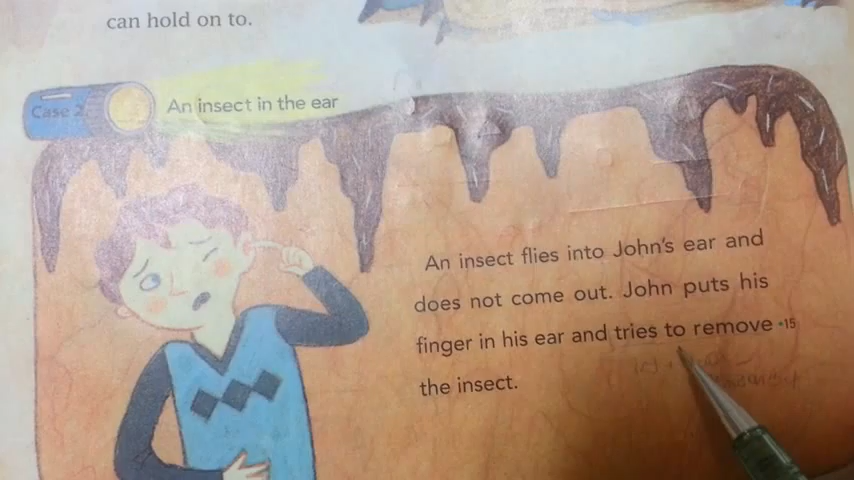 can hold on to.
Case 2.
An insect in the ear
An insect flies into John's ear and
does not come out. John puts his
finger in his ear and tries to remove •15
the insect.